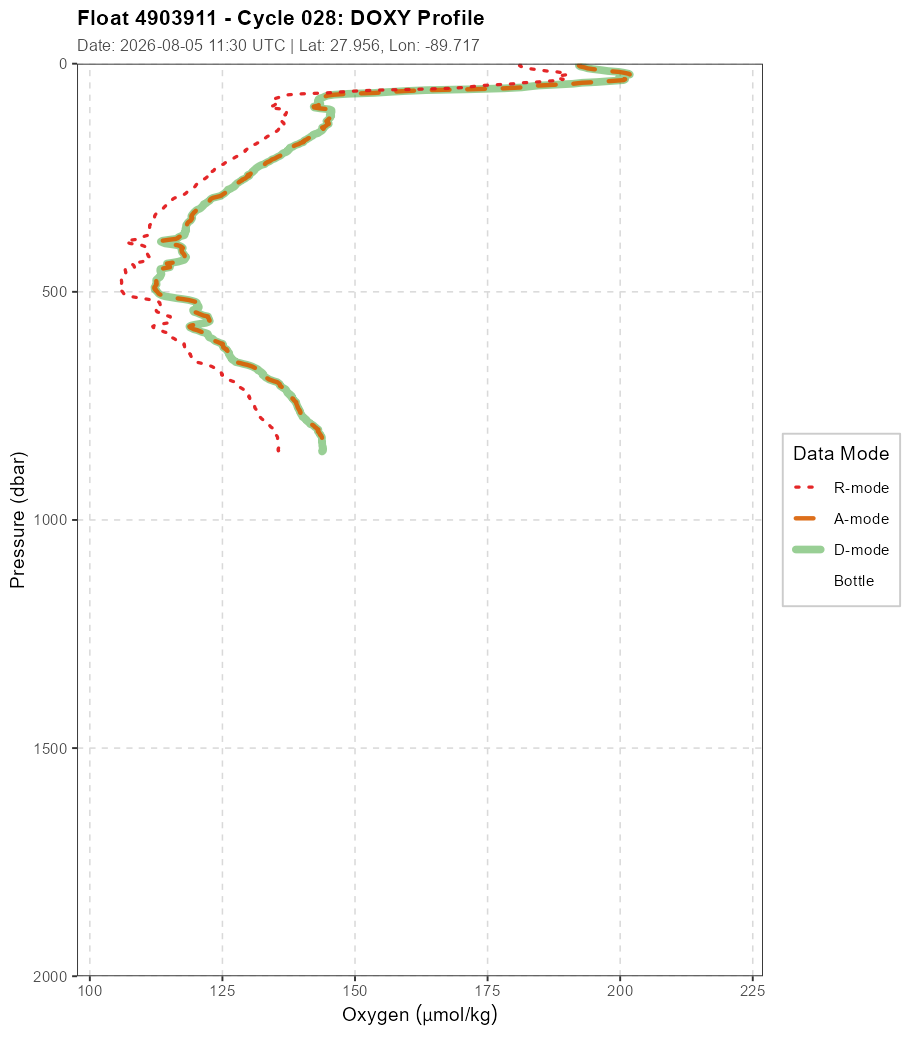 Float 4903911 - Cycle 028: DOXY Profile
Date: 2026-08-05 11:30 UTC | Lat: 27.956, Lon: -89.717
0
500
1000
1500
2000
Pressure (dbar)
100 125 150 175 200 225
Oxygen (μmol/kg)
Data Mode
R-mode
A-mode
D-mode
Bottle